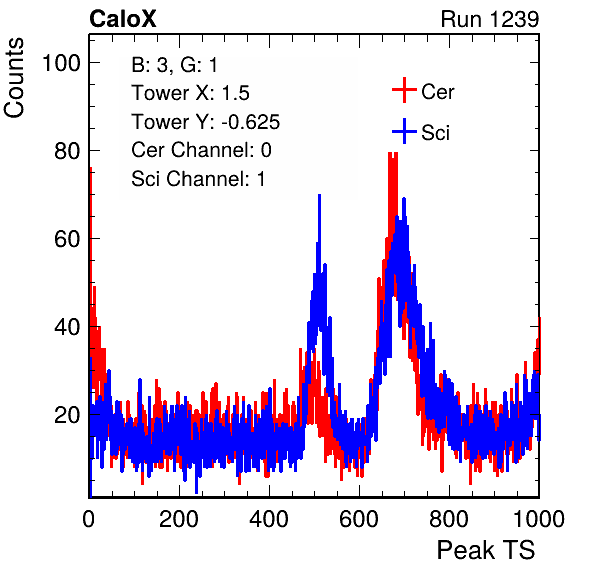 CaloX Run 1239
Counts
100
80
60
40
20
B: 3, G: 1
Tower X: 1.5
Tower Y: -0.625
Cer Channel: 0
Sci Channel: 1
Cer
Sci
0 200 400 600 800 1000
Peak TS